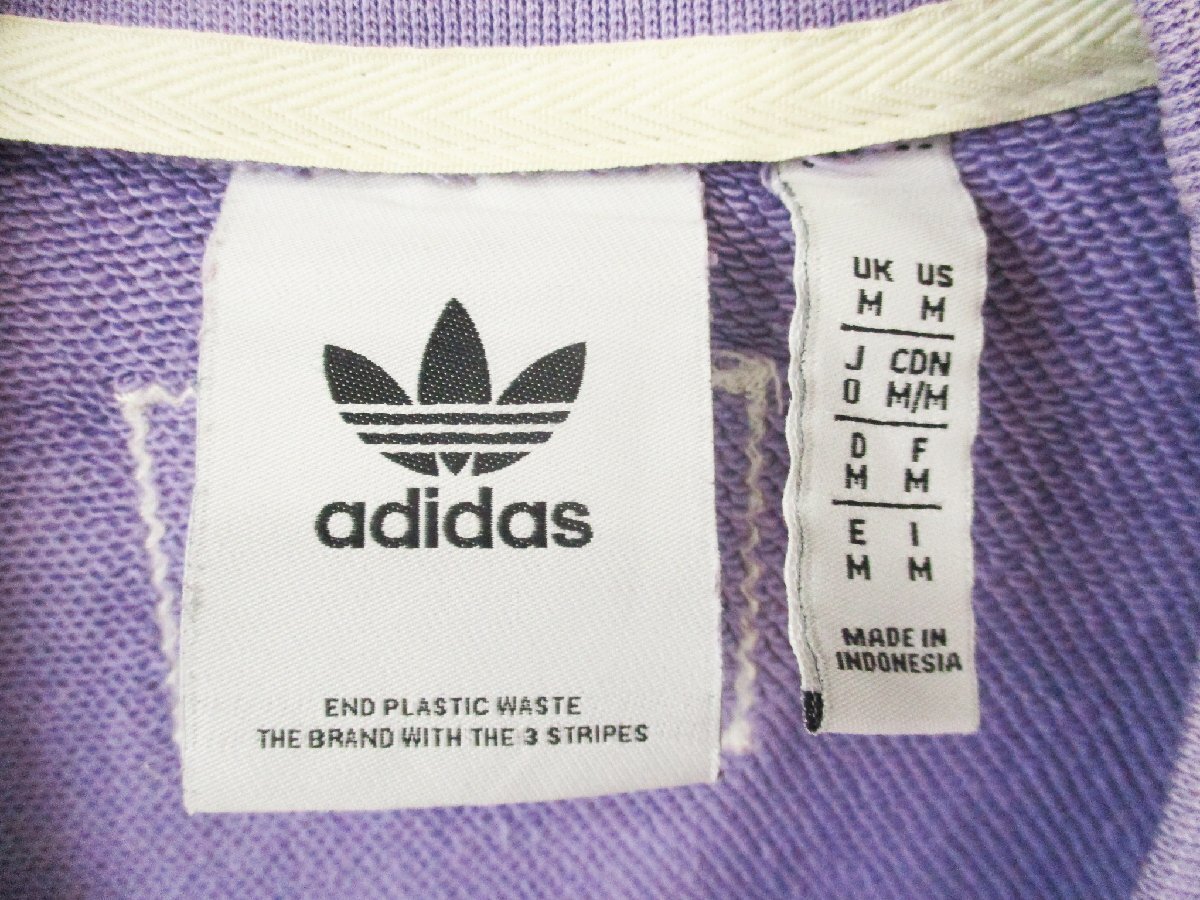 adidas
END PLASTIC WASTE
THE BRAND WITH THE 3 STRIPES
UK US
M M
J CDN
O M/M
D F
M M
E I
M M
MADE IN
INDONESIA